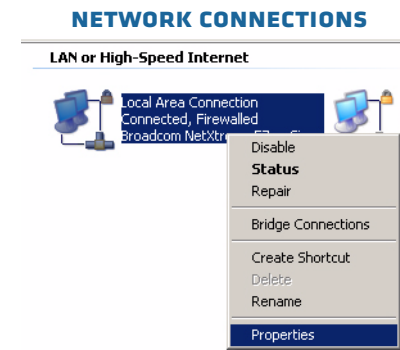 NETWORK CONNECTIONS
LAN or High-Speed Internet
Local Area Connection
Connected, Firewalled
Broadcom
Disable
Status
Repair
Bridge Connections
Create Shortcut
Delete
Rename
Properties